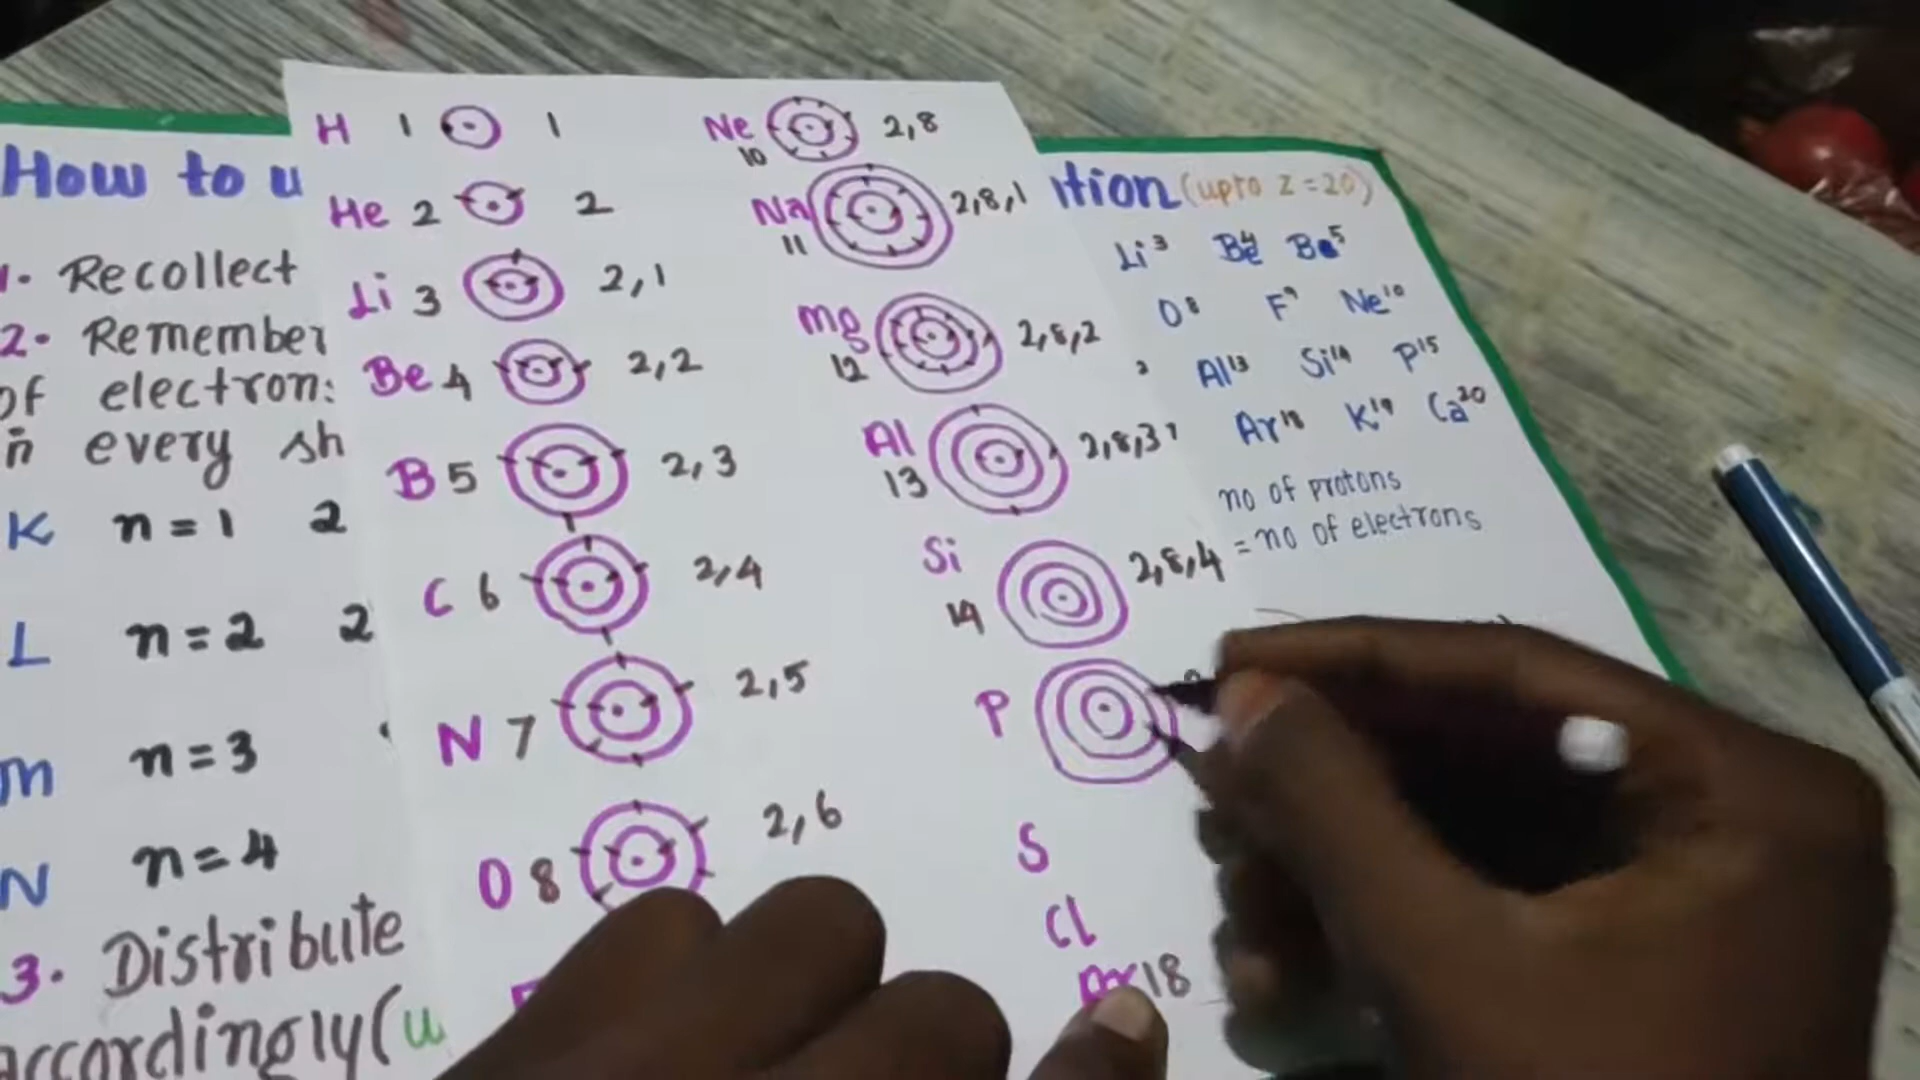 How to u
1. Recollect
2. Remember
of electron:
in every sh
K n=1 2
L n=2 2
m n=3
N n=4
3. Distribute
accordingly(u
H 1 1
He 2 2
Li 3 2,1
Be 4 2,2
B 5 2,3
C 6 2,4
N 7 2,5
O 8 2,6
Ne 10 2,8
Na 11 2,8,1
Mg 12 2,8,2
Al 13 2,8,3
Si 14 2,8,4
P
S
Cl
Ar 18
tion (upto Z=20)
Li³ Be⁴ B⁵
O⁸ F⁹ Ne¹⁰
Al¹³ Si¹⁴ P¹⁵
Ar¹⁸ K¹⁹ Ca²⁰
no of protons
= no of electrons